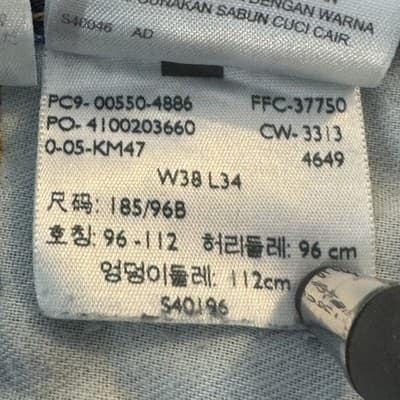 DENGAN WARNA
GUNAKAN SABUN CUCI CAIR.
S40046 AD
PC9- 00550-4886 FFC-37750
PO- 4100203660 CW- 3313
0-05-KM47 4649
W38 L34
尺码: 185/96B
호칭: 96 -112 허리둘레: 96 cm
엉덩이둘레: 112cm
S40196